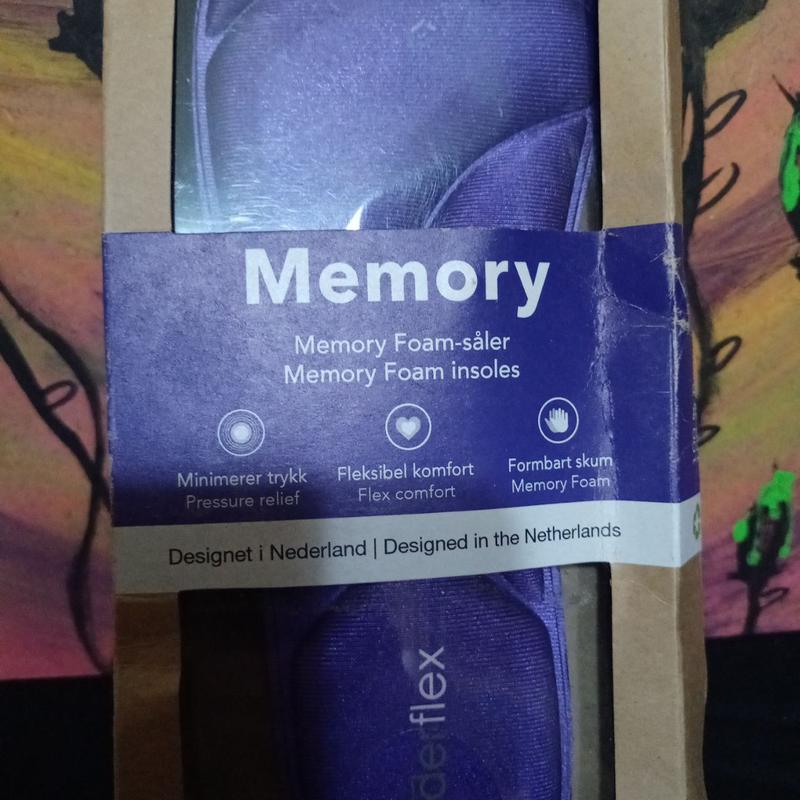 Memory
Memory Foam-såler
Memory Foam insoles
Minimerer trykk
Pressure relief
Fleksibel komfort
Flex comfort
Formbart skum
Memory Foam
Designet i Nederland | Designed in the Netherlands